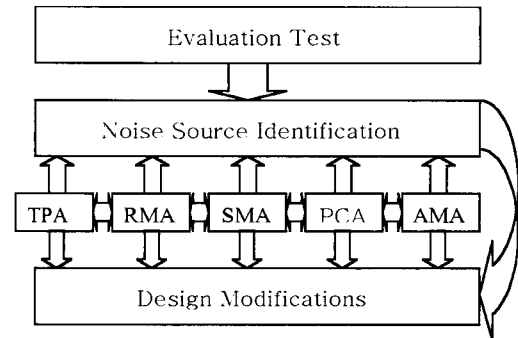 Evaluation Test
Noise Source Identification
TPA RMA SMA PCA AMA
Design Modifications